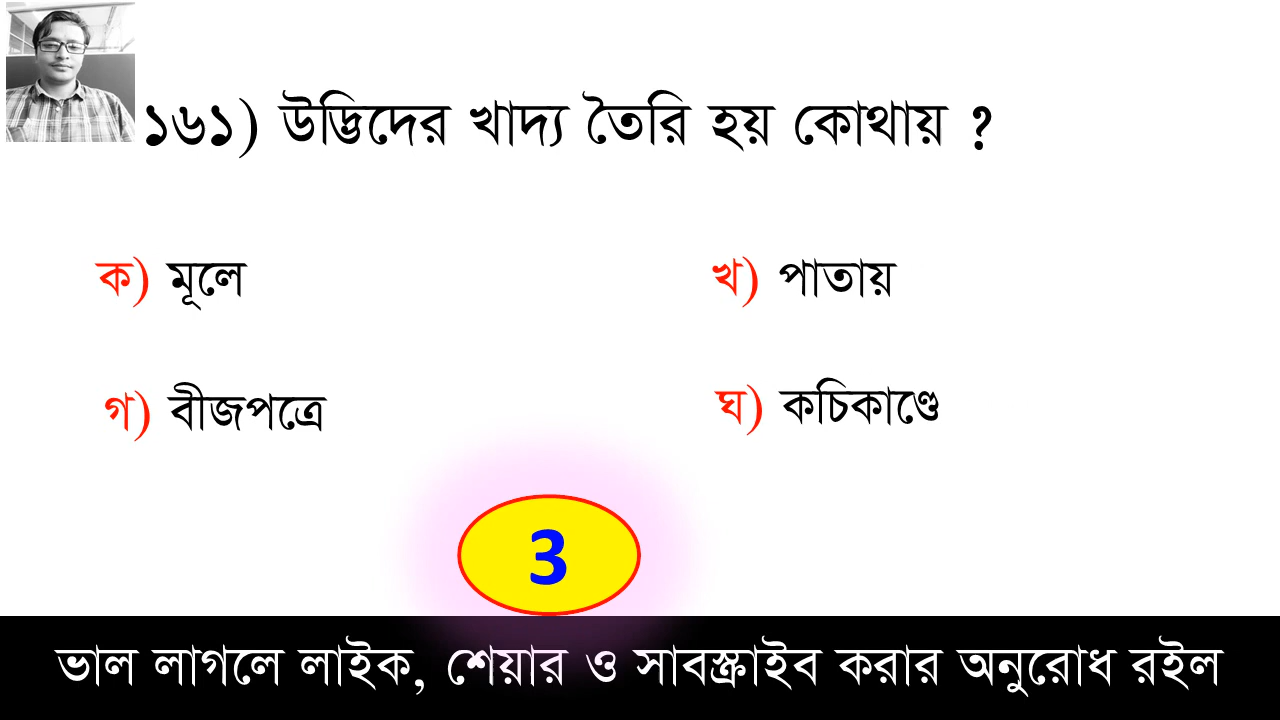 ১৬১) উদ্ভিদের খাদ্য তৈরি হয় কোথায় ?
ক) মূলে
খ) পাতায়
গ) বীজপত্রে
ঘ) কচিকাণ্ডে
3
ভাল লাগলে লাইক, শেয়ার ও সাবস্ক্রাইব করার অনুরোধ রইল